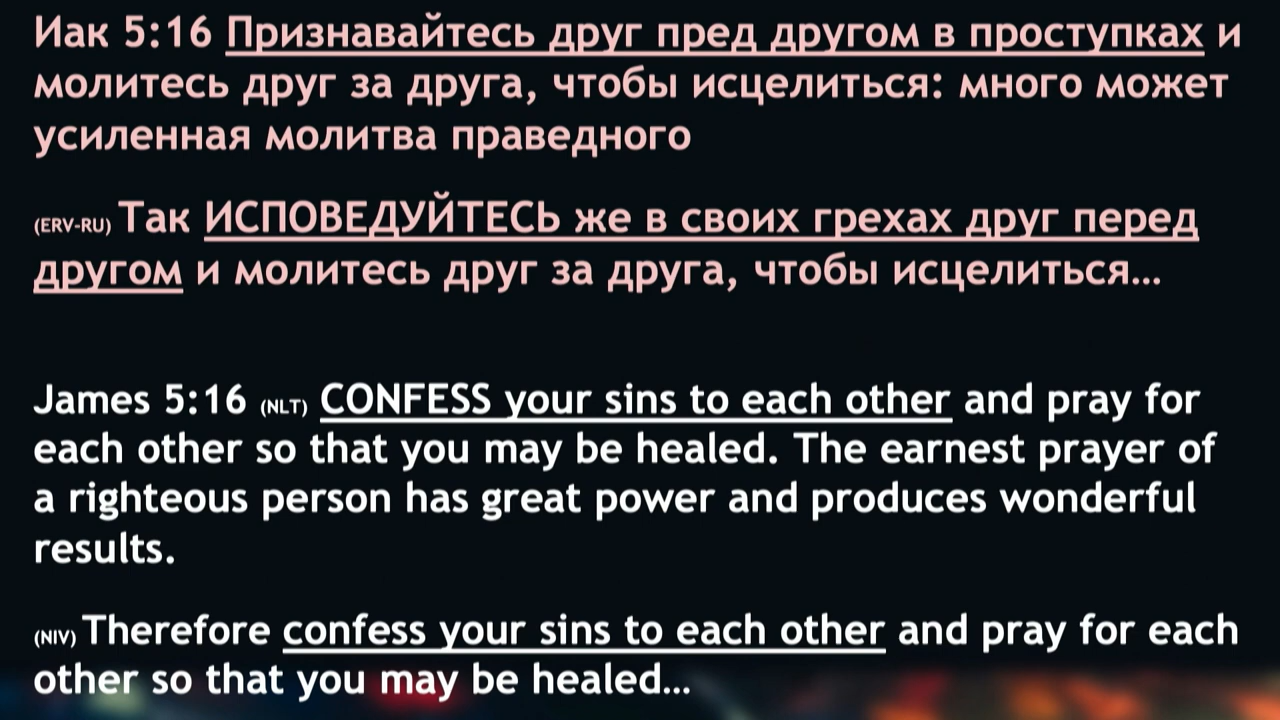 Иак 5:16 Признавайтесь друг пред другом в проступках и
молитесь друг за друга, чтобы исцелиться: много может
усиленная молитва праведного
(ERV-RU) Так ИСПОВЕДУЙТЕСЬ же в своих грехах друг перед
другом и молитесь друг за друга, чтобы исцелиться...
James 5:16 (NLT) CONFESS your sins to each other and pray for
each other so that you may be healed. The earnest prayer of
a righteous person has great power and produces wonderful
results.
(NIV) Therefore confess your sins to each other and pray for each
other so that you may be healed...